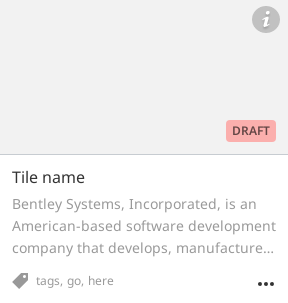 i
DRAFT
Tile name
Bentley Systems, Incorporated, is an
American-based software development
company that develops, manufacture...
tags, go, here